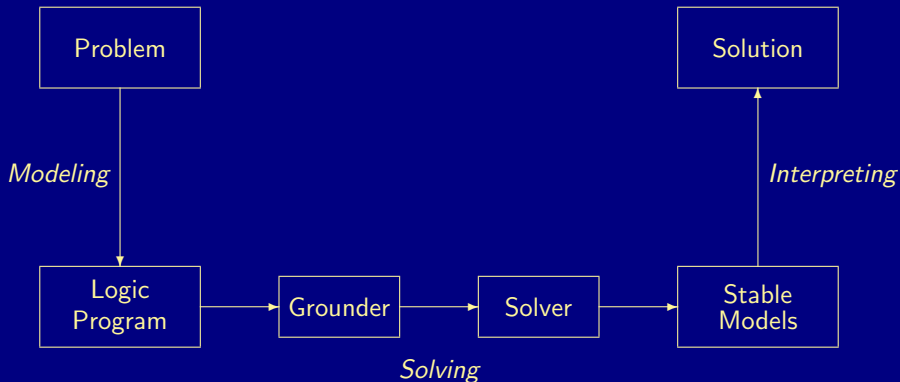 Problem
Solution
Modeling
Interpreting
Logic
Program
Grounder
Solver
Stable
Models
Solving